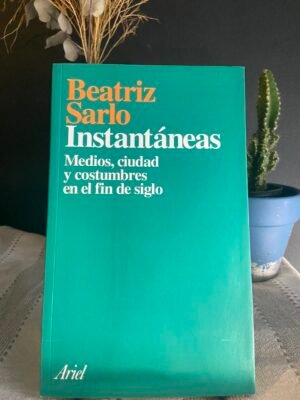 Beatriz
Sarlo
Instantáneas
Medios, ciudad
y costumbres
en el fin de siglo
Ariel